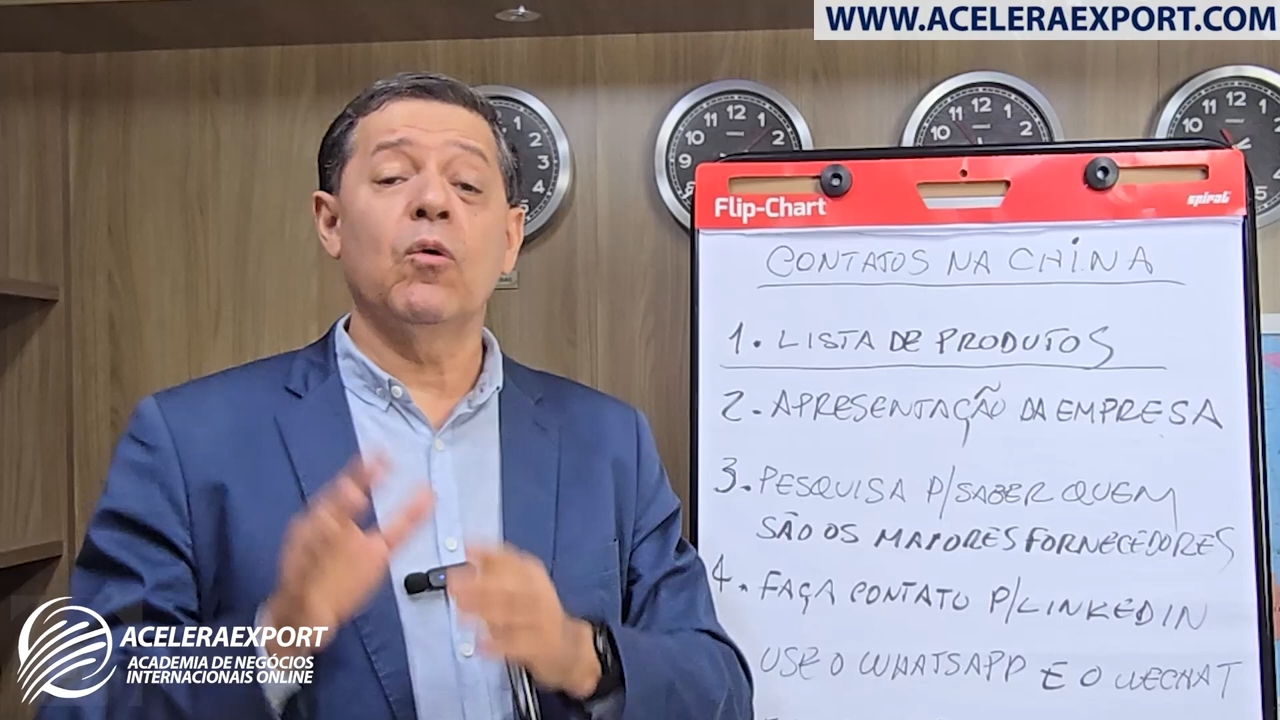 WWW.ACELERAEXPORT.COM
Flip-Chart
spiral
CONTATOS NA CHINA
1. LISTA DE PRODUTOS
2. APRESENTAÇÃO DA EMPRESA
3. PESQUISA P/SABER QUEM
SÃO OS MAIORES FORNECEDORES
4. FAÇA CONTATO P/LINKEDIN
USE O WHATSAPP E O WECHAT
ACELERAEXPORT
ACADEMIA DE NEGÓCIOS
INTERNACIONAIS ONLINE